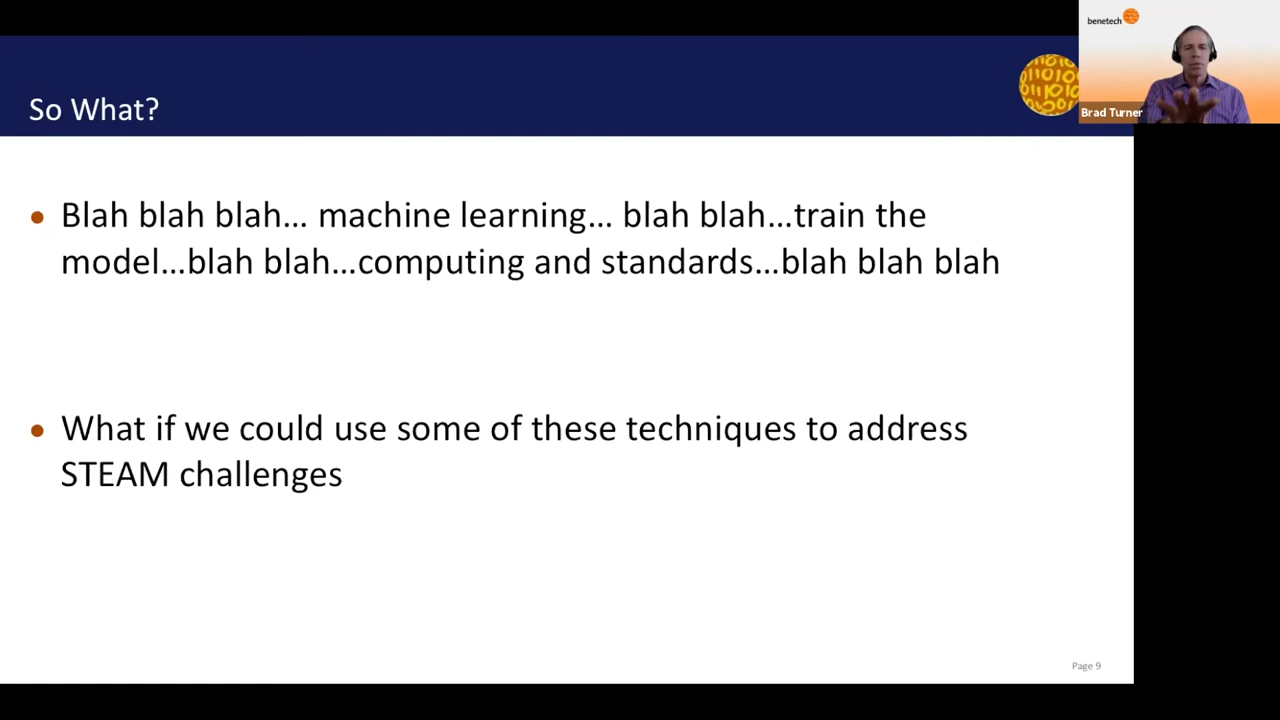 benetech
Brad Turner
So What?
• Blah blah blah... machine learning... blah blah...train the
model...blah blah...computing and standards...blah blah blah
• What if we could use some of these techniques to address
STEAM challenges
Page 9